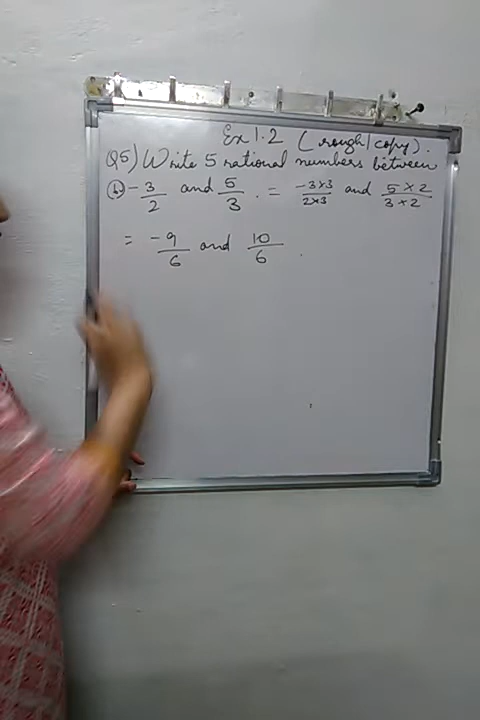 Ex 1.2 (rough/copy).
Q5) Write 5 rational numbers between
(b) -3/2 and 5/3. = -3×3/2×3 and 5×2/3×2
= -9/6 and 10/6.